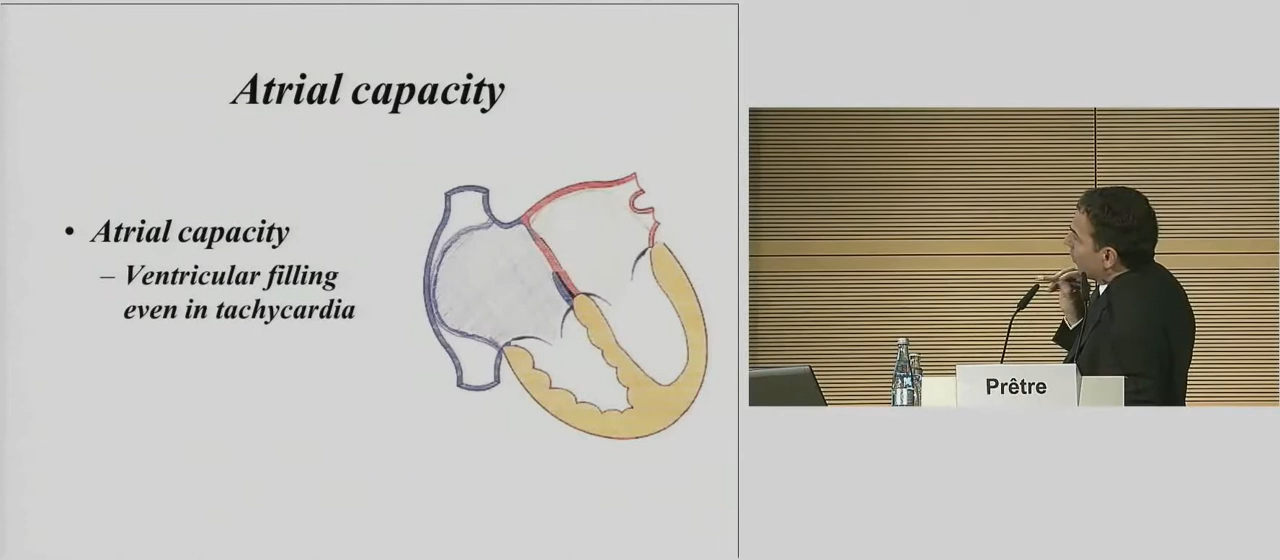 Atrial capacity
• Atrial capacity
– Ventricular filling
even in tachycardia
Prêtre